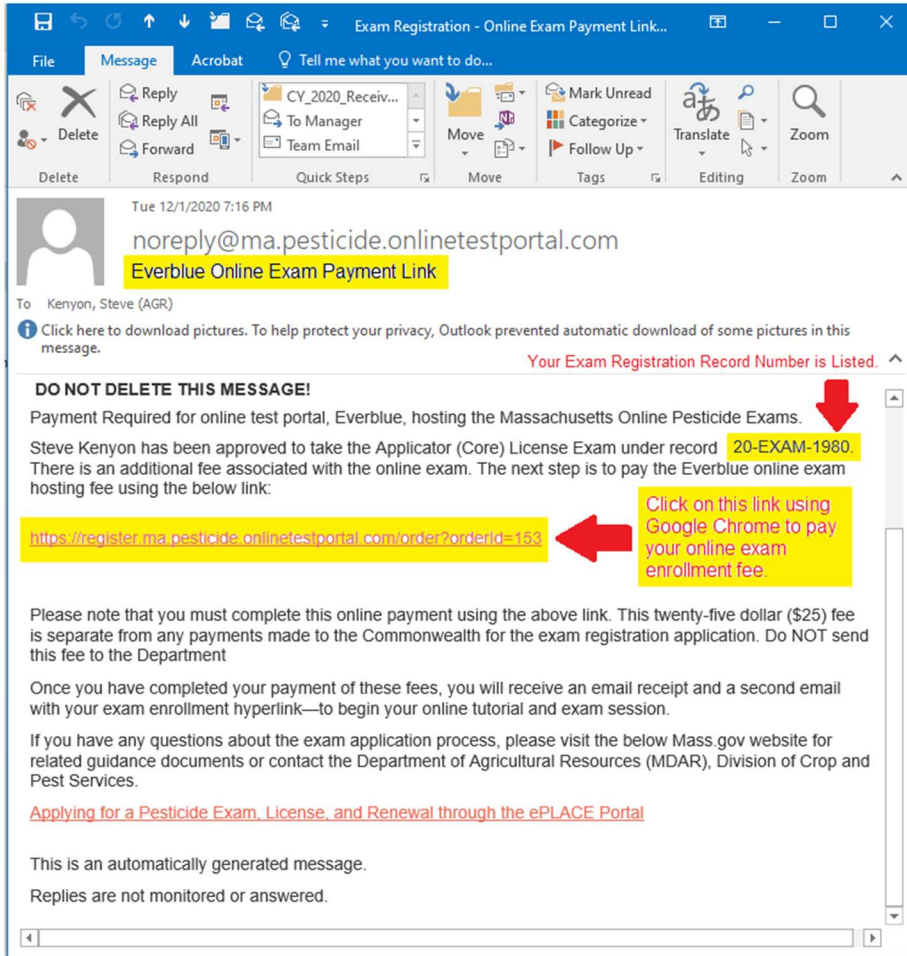 Exam Registration - Online Exam Payment Link...
File Message Acrobat Tell me what you want to do...
Delete
Reply
Reply All
Forward
CY_2020_Receiv...
To Manager
Team Email
Move
Mark Unread
Categorize
Follow Up
Translate
Zoom
Delete Respond Quick Steps Move Tags Editing Zoom
Tue 12/1/2020 7:16 PM
noreply@ma.pesticide.onlinetestportal.com
Everblue Online Exam Payment Link
To Kenyon, Steve (AGR)
Click here to download pictures. To help protect your privacy, Outlook prevented automatic download of some pictures in this
message.
Your Exam Registration Record Number is Listed.
DO NOT DELETE THIS MESSAGE!
Payment Required for online test portal, Everblue, hosting the Massachusetts Online Pesticide Exams.
Steve Kenyon has been approved to take the Applicator (Core) License Exam under record 20-EXAM-1980.
There is an additional fee associated with the online exam. The next step is to pay the Everblue online exam
hosting fee using the below link:
https://register.ma.pesticide.onlinetestportal.com/order?orderId=153
Click on this link using
Google Chrome to pay
your online exam
enrollment fee.
Please note that you must complete this online payment using the above link. This twenty-five dollar ($25) fee
is separate from any payments made to the Commonwealth for the exam registration application. Do NOT send
this fee to the Department
Once you have completed your payment of these fees, you will receive an email receipt and a second email
with your exam enrollment hyperlink—to begin your online tutorial and exam session.
If you have any questions about the exam application process, please visit the below Mass.gov website for
related guidance documents or contact the Department of Agricultural Resources (MDAR), Division of Crop and
Pest Services.
Applying for a Pesticide Exam, License, and Renewal through the ePLACE Portal
This is an automatically generated message.
Replies are not monitored or answered.